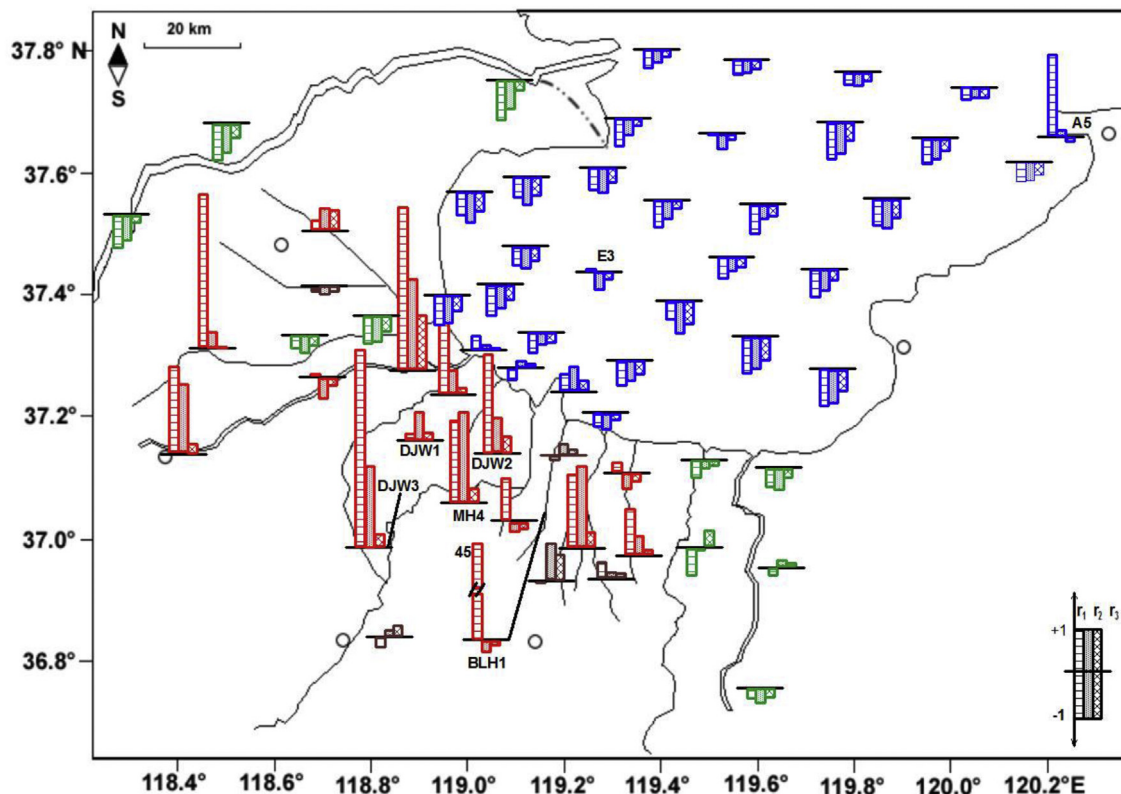 N
S
20 km
37.8° N
37.6°
37.4°
37.2°
37.0°
36.8°
A5
E3
DJW1
DJW2
DJW3
MH4
45
BLH1
r1 r2 r3
+1
-1
118.4° 118.6° 118.8° 119.0° 119.2° 119.4° 119.6° 119.8° 120.0° 120.2°E